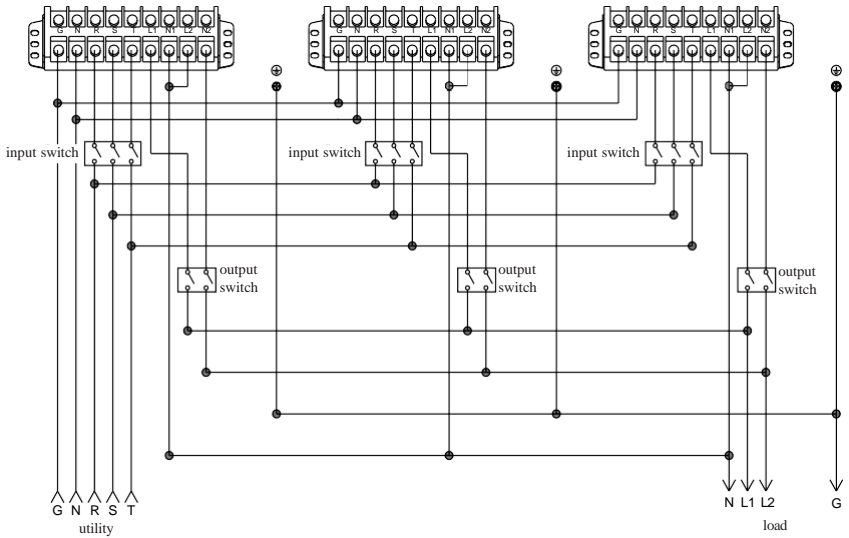 G N R S T L1 N1 L2 N2
G N R S T L1 N1 L2 N2
G N R S T L1 N1 L2 N2
input switch
input switch
input switch
output
switch
output
switch
output
switch
G N R S T
utility
N L1 L2
G
load